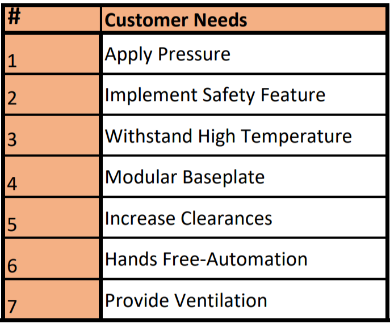 # Customer Needs
1 Apply Pressure
2 Implement Safety Feature
3 Withstand High Temperature
4 Modular Baseplate
5 Increase Clearances
6 Hands Free-Automation
7 Provide Ventilation